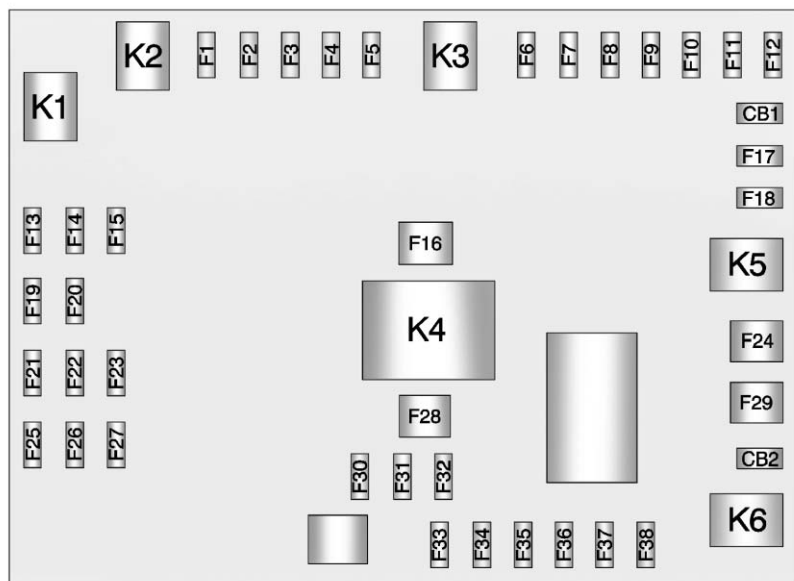 K2 F1 F2 F3 F4 F5 K3 F6 F7 F8 F9 F10 F11 F12
K1
CB1
F17
F18
F13 F14 F15
F16
K5
F19 F20
K4
F24
F21 F22 F23
F29
F28
F25 F26 F27
CB2
F30 F31 F32
K6
F33 F34 F35 F36 F37 F38